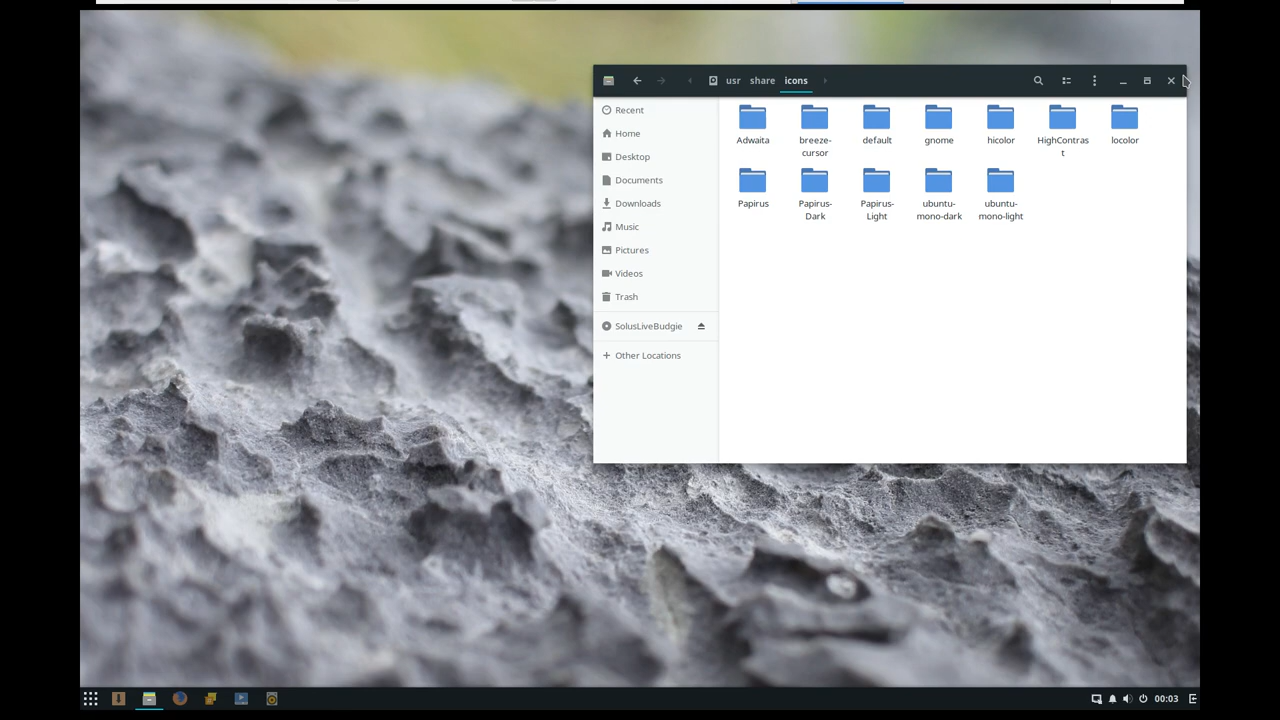 usr share icons
Recent
Home
Desktop
Documents
Downloads
Music
Pictures
Videos
Trash
SolusLiveBudgie
Other Locations
Adwaita
breeze-
cursor
default
gnome
hicolor
HighContras
t
locolor
Papirus
Papirus-
Dark
Papirus-
Light
ubuntu-
mono-dark
ubuntu-
mono-light
00:03